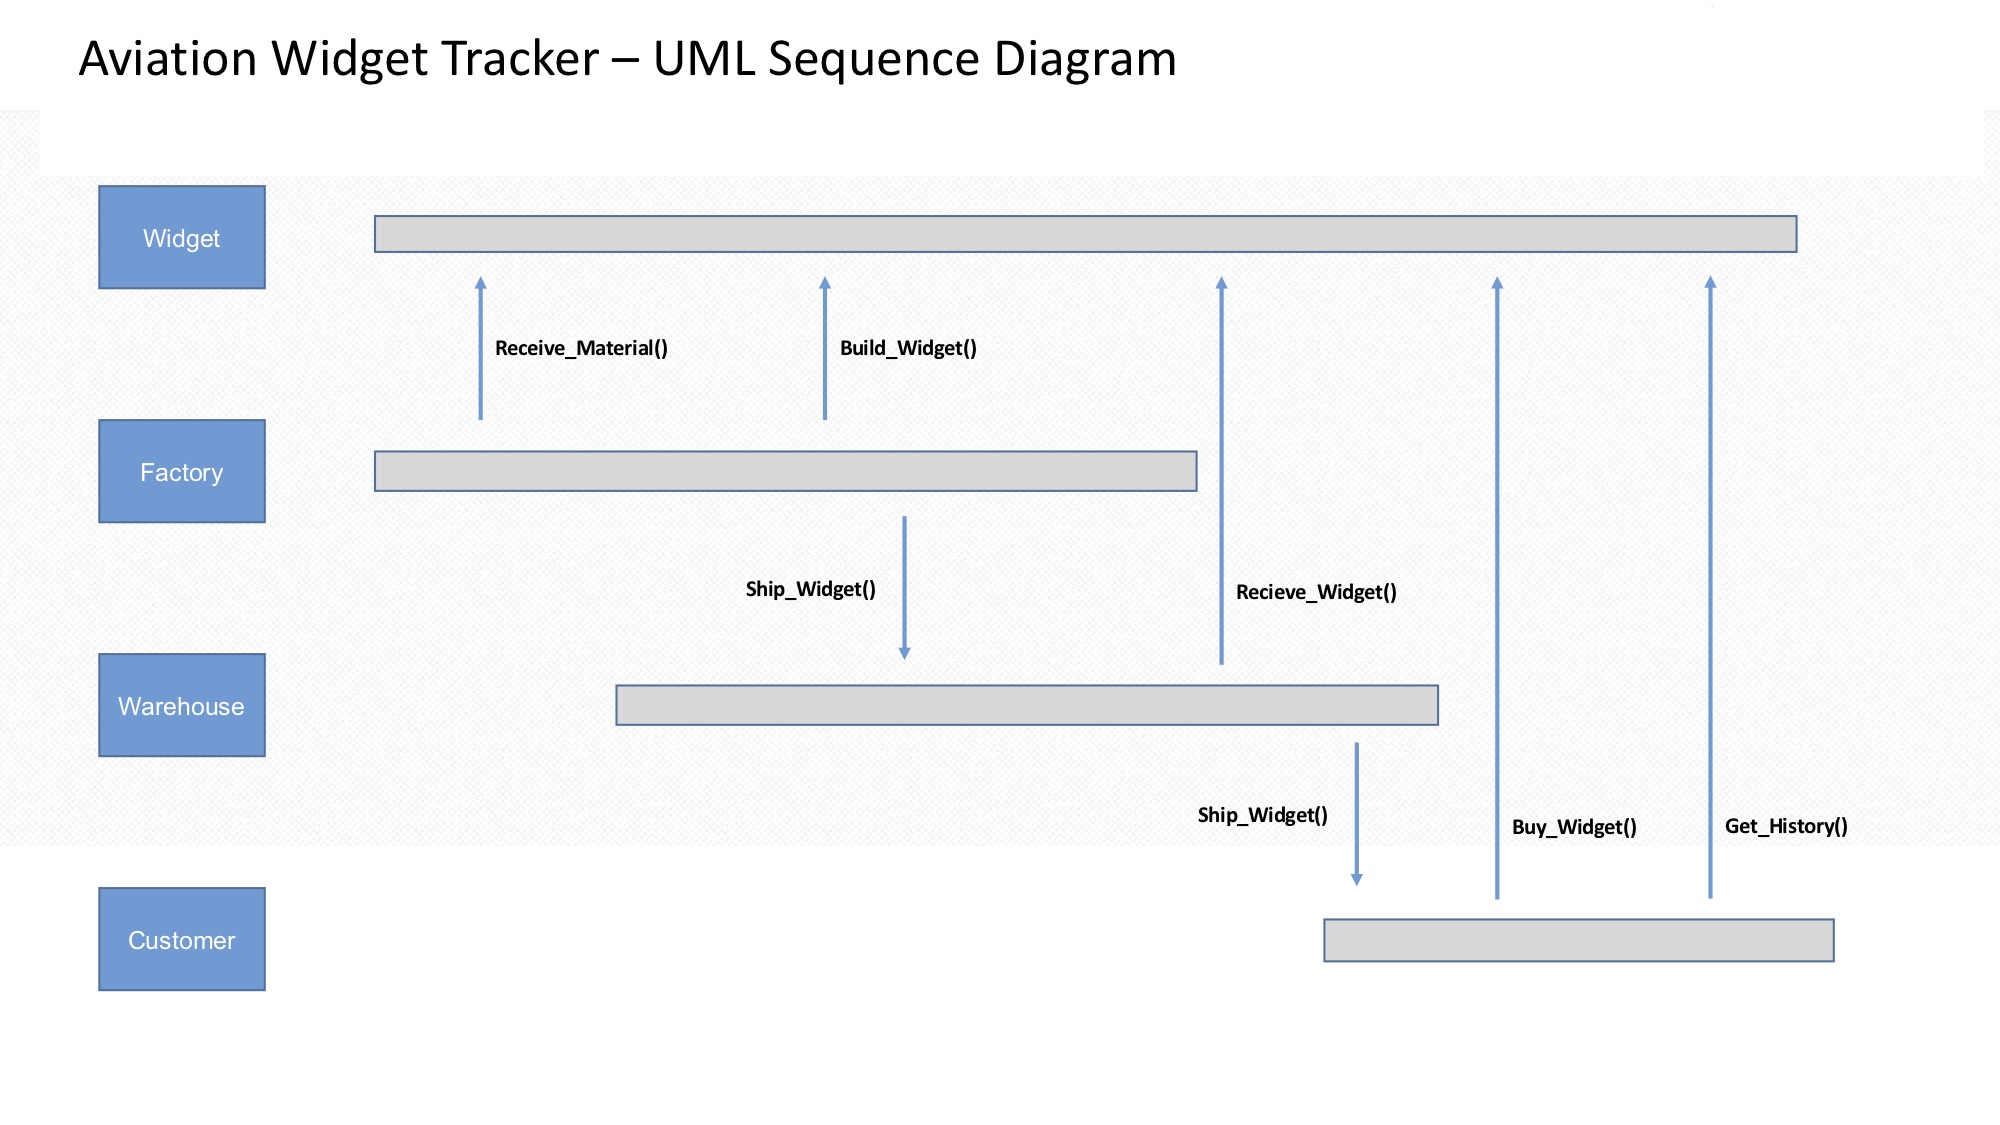 Aviation Widget Tracker – UML Sequence Diagram
Widget
Receive_Material()
Build_Widget()
Factory
Ship_Widget()
Recieve_Widget()
Warehouse
Ship_Widget()
Buy_Widget()
Get_History()
Customer